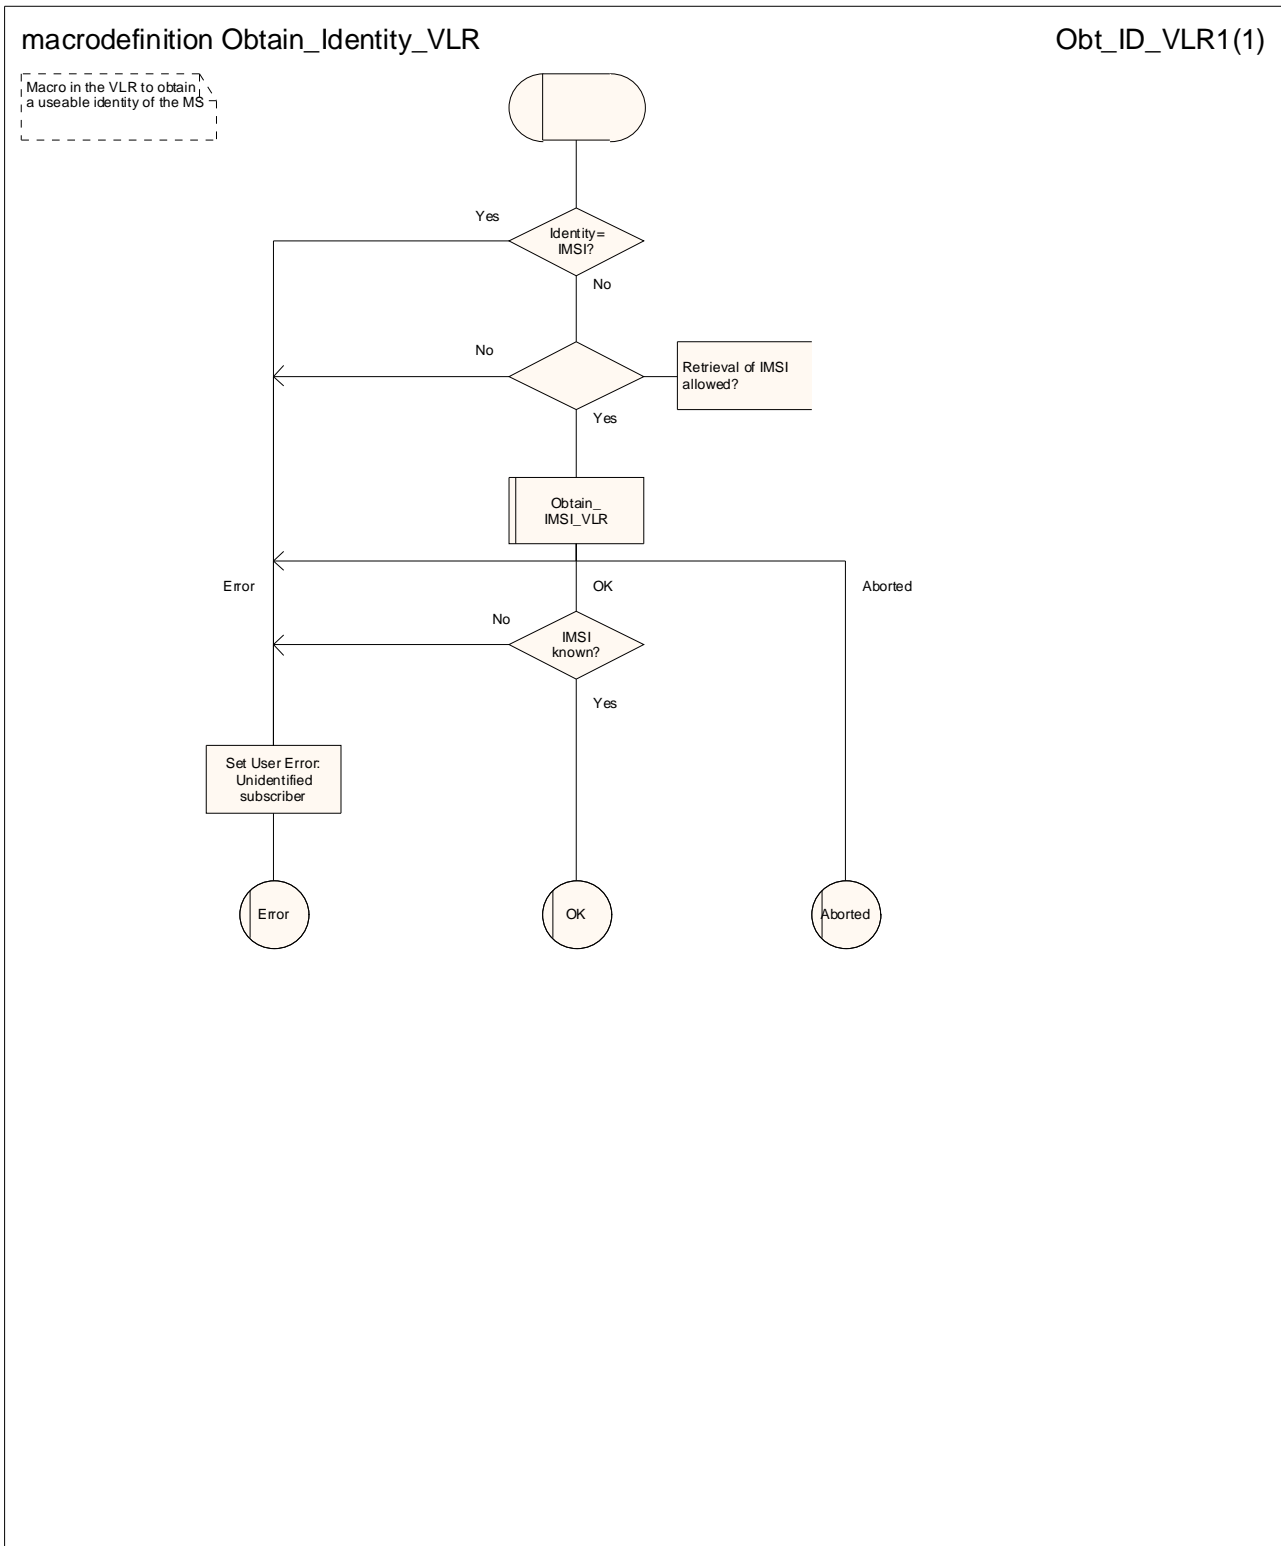 macrodefinition Obtain_Identity_VLR
Obt_ID_VLR1(1)
Macro in the VLR to obtain
a useable identity of the MS
Yes
Identity=
IMSI?
No
No
Retrieval of IMSI
allowed?
Yes
Obtain_
IMSI_VLR
Error
OK
Aborted
No
IMSI
known?
Yes
Set User Error:
Unidentified
subscriber
Error
OK
Aborted